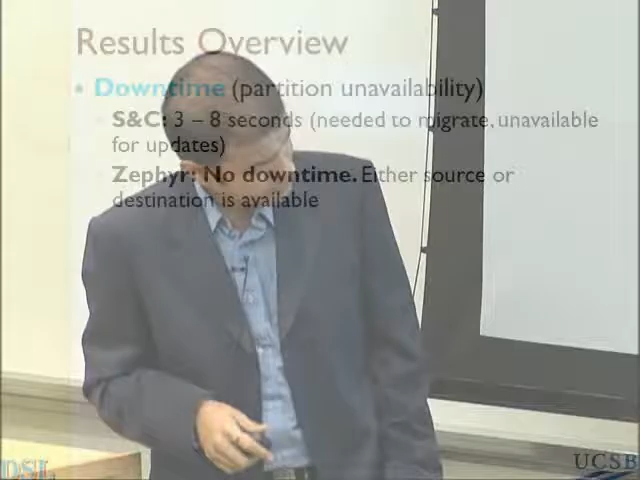 Results Overview
• Downtime (partition unavailability)
S&C: 3 – 8 seconds (needed to migrate, unavailable
for updates)
Zephyr: No downtime. Either source or
destination is available
DSL
UCSB